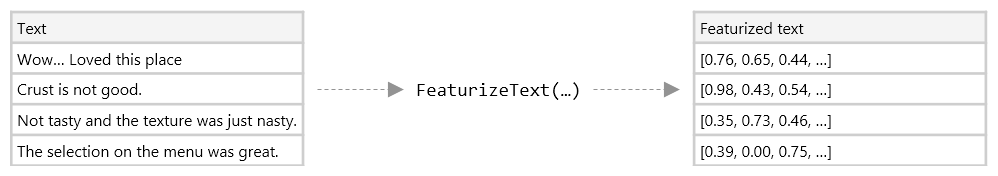 Text
Wow... Loved this place
Crust is not good.
Not tasty and the texture was just nasty.
The selection on the menu was great.
FeaturizeText(…)
Featurized text
[0.76, 0.65, 0.44, …]
[0.98, 0.43, 0.54, …]
[0.35, 0.73, 0.46, …]
[0.39, 0.00, 0.75, …]